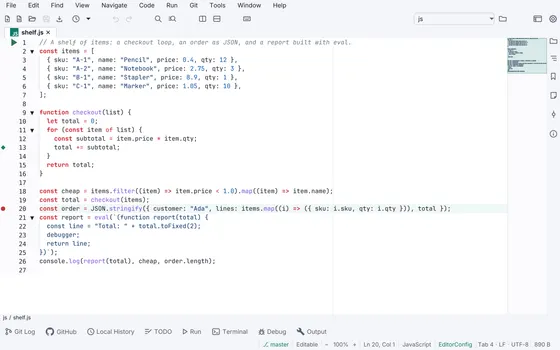 File Edit Find View Navigate Code Run Git Tools Window Help
js
shelf.js
1 // A shelf of items: a checkout loop, an order as JSON, and a report built with eval.
2 const items = [
3 { sku: "A-1", name: "Pencil", price: 0.4, qty: 12 },
4 { sku: "A-2", name: "Notebook", price: 2.75, qty: 3 },
5 { sku: "B-1", name: "Stapler", price: 8.9, qty: 1 },
6 { sku: "C-1", name: "Marker", price: 1.05, qty: 10 },
7 ];
8
9 function checkout(list) {
10 let total = 0;
11 for (const item of list) {
12 const subtotal = item.price * item.qty;
13 total += subtotal;
14 }
15 return total;
16 }
17
18 const cheap = items.filter((item) => item.price < 1.0).map((item) => item.name);
19 const total = checkout(items);
20 const order = JSON.stringify({ customer: "Ada", lines: items.map((i) => ({ sku: i.sku, qty: i.qty })), total });
21 const report = eval(`(function report(total) {
22 const line = "Total: " + total.toFixed(2);
23 debugger;
24 return line;
25 })`);
26 console.log(report(total), cheap, order.length);
27
js / shelf.js
Git Log GitHub Local History TODO Run Terminal Debug Output
master Editable − 100% + Ln 20, Col 1 JavaScript EditorConfig Tab 4 LF UTF-8 890 B